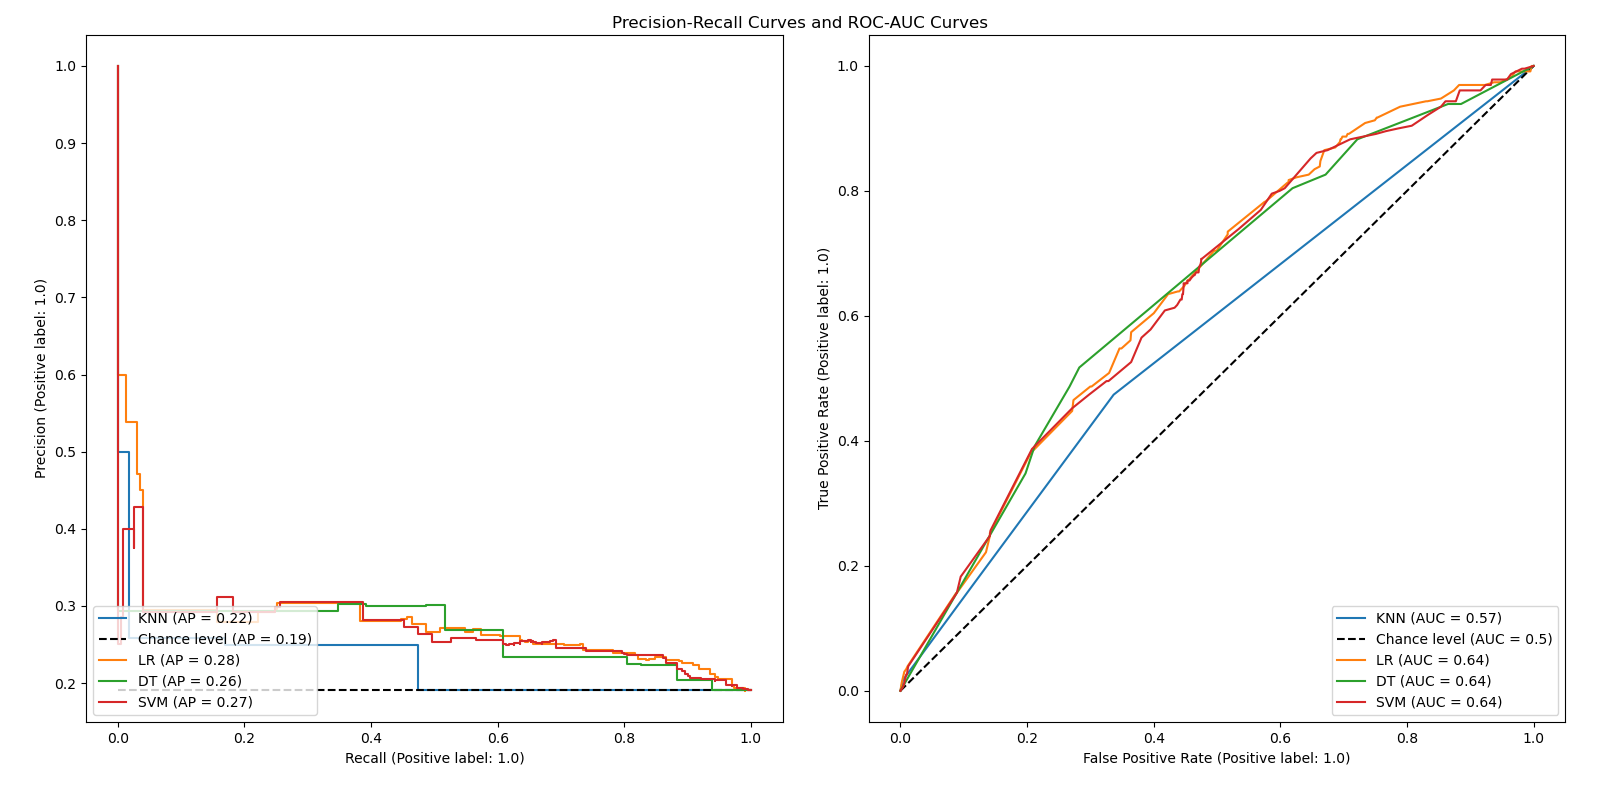 Precision-Recall Curves and ROC-AUC Curves
1.0
0.9
0.8
0.7
0.6
0.5
0.4
0.3
0.2
Precision (Positive label: 1.0)
KNN (AP = 0.22)
Chance level (AP = 0.19)
LR (AP = 0.28)
DT (AP = 0.26)
SVM (AP = 0.27)
0.0 0.2 0.4 0.6 0.8 1.0
Recall (Positive label: 1.0)
1.0
0.8
0.6
0.4
0.2
0.0
True Positive Rate (Positive label: 1.0)
KNN (AUC = 0.57)
Chance level (AUC = 0.5)
LR (AUC = 0.64)
DT (AUC = 0.64)
SVM (AUC = 0.64)
0.0 0.2 0.4 0.6 0.8 1.0
False Positive Rate (Positive label: 1.0)